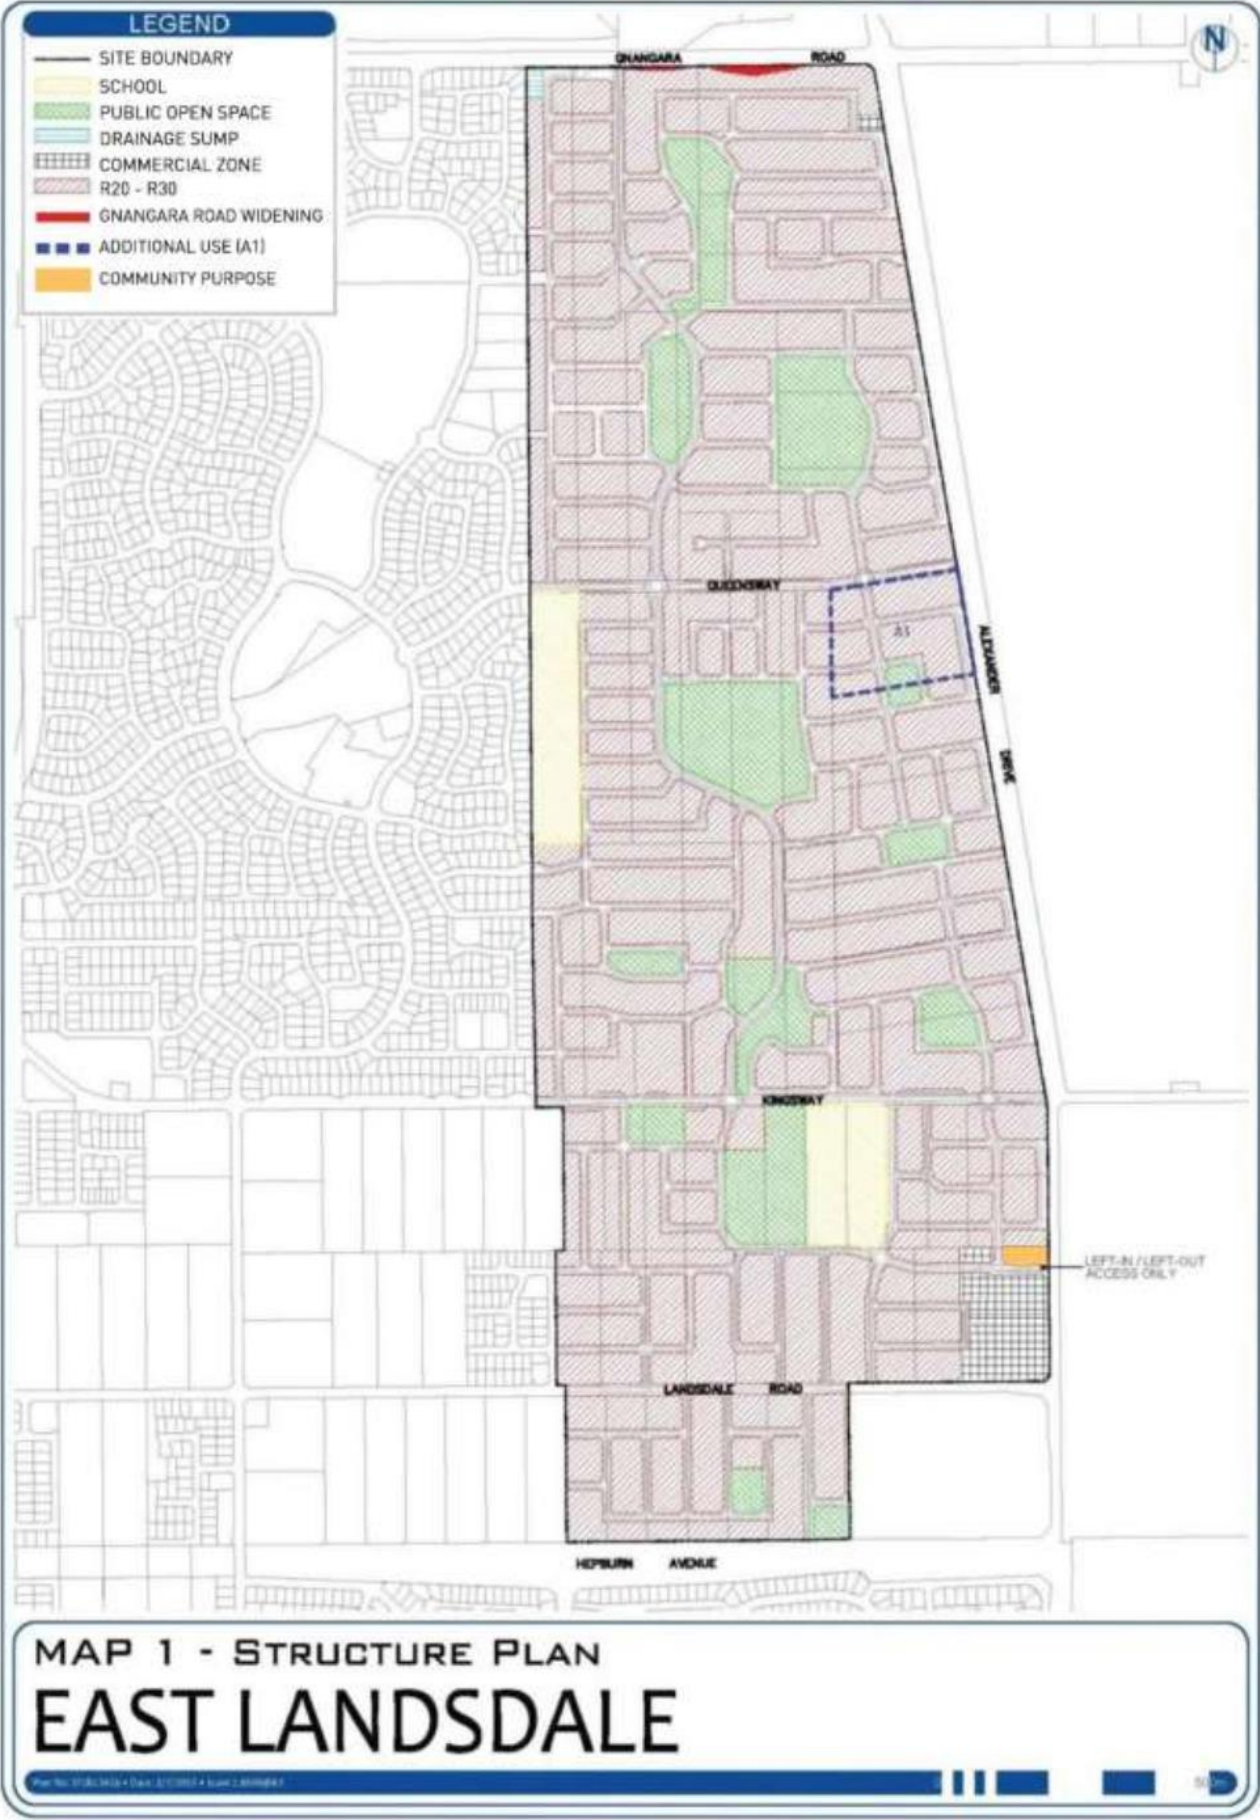 LEGEND
SITE BOUNDARY
SCHOOL
PUBLIC OPEN SPACE
DRAINAGE SUMP
COMMERCIAL ZONE
R20 - R30
GNANGARA ROAD WIDENING
ADDITIONAL USE (A1)
COMMUNITY PURPOSE
N
GNANGARA ROAD
QUEENSWAY
A1
ALEXANDER DRIVE
KINGSWAY
LEFT-IN / LEFT-OUT
ACCESS ONLY
LANDSDALE ROAD
HEPBURN AVENUE
MAP 1 - STRUCTURE PLAN
EAST LANDSDALE